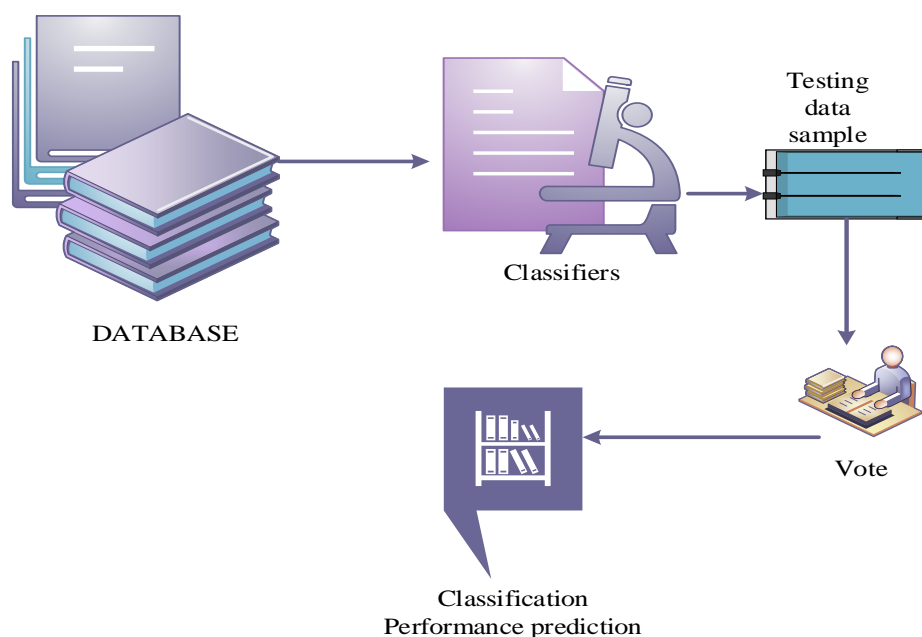 Testing
data
sample
Classifiers
DATABASE
Vote
Classification
Performance prediction